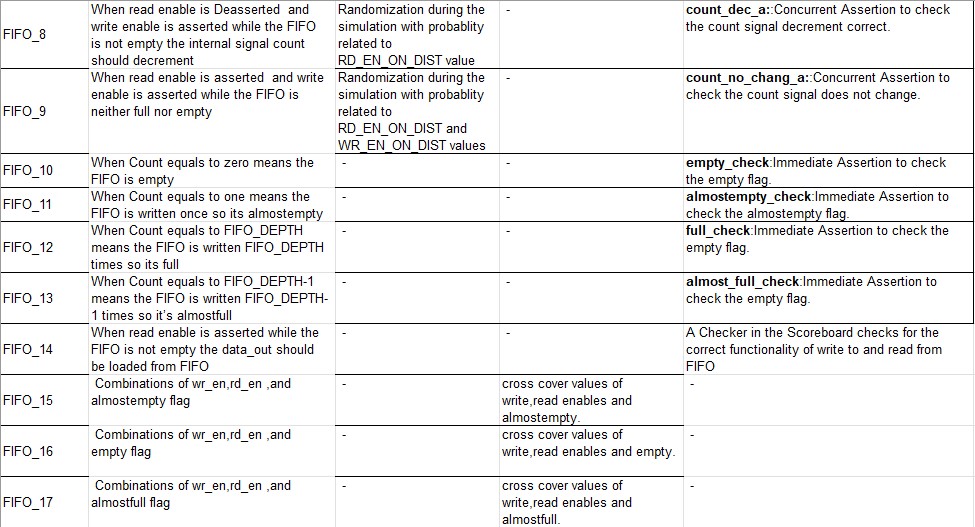 FIFO_8
When read enable is Deasserted and
write enable is asserted while the FIFO
is not empty the internal signal count
should decrement
Randomization during the
simulation with probablity
related to
RD_EN_ON_DIST value
-
count_dec_a::Concurrent Assertion to check
the count signal decrement correct.
FIFO_9
When read enable is asserted and write
enable is asserted while the FIFO is
neither full nor empty
Randomization during the
simulation with probablity
related to
RD_EN_ON_DIST and
WR_EN_ON_DIST values
-
count_no_chang_a::Concurrent Assertion to
check the count signal does not change.
FIFO_10
When Count equals to zero means the
FIFO is empty
-
-
empty_check:Immediate Assertion to check
the empty flag.
FIFO_11
When Count equals to one means the
FIFO is written once so its almostempty
-
-
almostempty_check:Immediate Assertion to
check the almostempty flag.
FIFO_12
When Count equals to FIFO_DEPTH
means the FIFO is written FIFO_DEPTH
times so its full
-
-
full_check:Immediate Assertion to check the
empty flag.
FIFO_13
When Count equals to FIFO_DEPTH-1
means the FIFO is written FIFO_DEPTH-
1 times so it's almostfull
-
-
almost_full_check:Immediate Assertion to
check the empty flag.
FIFO_14
When read enable is asserted while the
FIFO is not empty the data_out should
be loaded from FIFO
-
-
A Checker in the Scoreboard checks for the
correct functionality of write to and read from
FIFO
FIFO_15
Combinations of wr_en,rd_en ,and
almostempty flag
-
cross cover values of
write,read enables and
almostempty.
-
FIFO_16
Combinations of wr_en,rd_en ,and
empty flag
-
cross cover values of
write,read enables and empty.
-
FIFO_17
Combinations of wr_en,rd_en ,and
almostfull flag
-
cross cover values of
write,read enables and
almostfull.
-